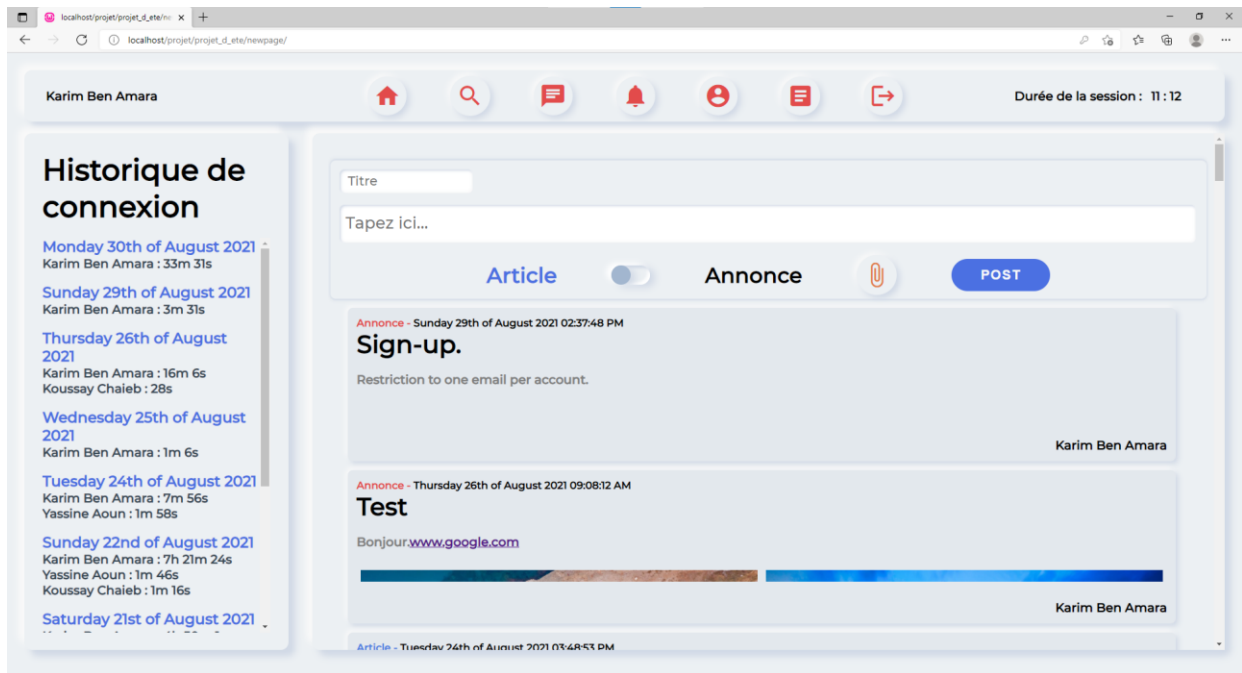 localhost/projet/projet_d_ete/ne
localhost/projet/projet_d_ete/newpage/
Karim Ben Amara
Durée de la session : 11 : 12
Historique de
connexion
Monday 30th of August 2021
Karim Ben Amara : 33m 31s
Sunday 29th of August 2021
Karim Ben Amara : 3m 31s
Thursday 26th of August
2021
Karim Ben Amara : 16m 6s
Koussay Chaieb : 28s
Wednesday 25th of August
2021
Karim Ben Amara : 1m 6s
Tuesday 24th of August 2021
Karim Ben Amara : 7m 56s
Yassine Aoun : 1m 58s
Sunday 22nd of August 2021
Karim Ben Amara : 7h 21m 24s
Yassine Aoun : 1m 46s
Koussay Chaieb : 1m 16s
Saturday 21st of August 2021
Titre
Tapez ici...
Article
Annonce
POST
Annonce - Sunday 29th of August 2021 02:37:48 PM
Sign-up.
Restriction to one email per account.
Karim Ben Amara
Annonce - Thursday 26th of August 2021 09:08:12 AM
Test
Bonjour.www.google.com
Karim Ben Amara
Article - Tuesday 24th of August 2021 03:48:53 PM